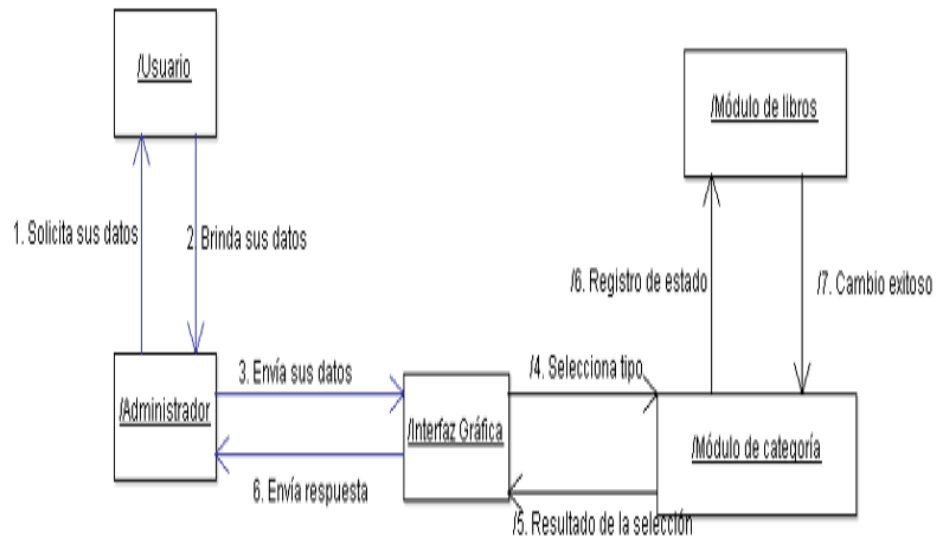 /Usuario
/Módulo de libros
1. Solicita sus datos
2 Brinda sus datos
/6. Registro de estado
/7. Cambio exitoso
3. Envía sus datos
/4. Selecciona tipo
/Administrador
/Interfaz Gráfica
/Módulo de categoría
6. Envía respuesta
/5. Resultado de la selección